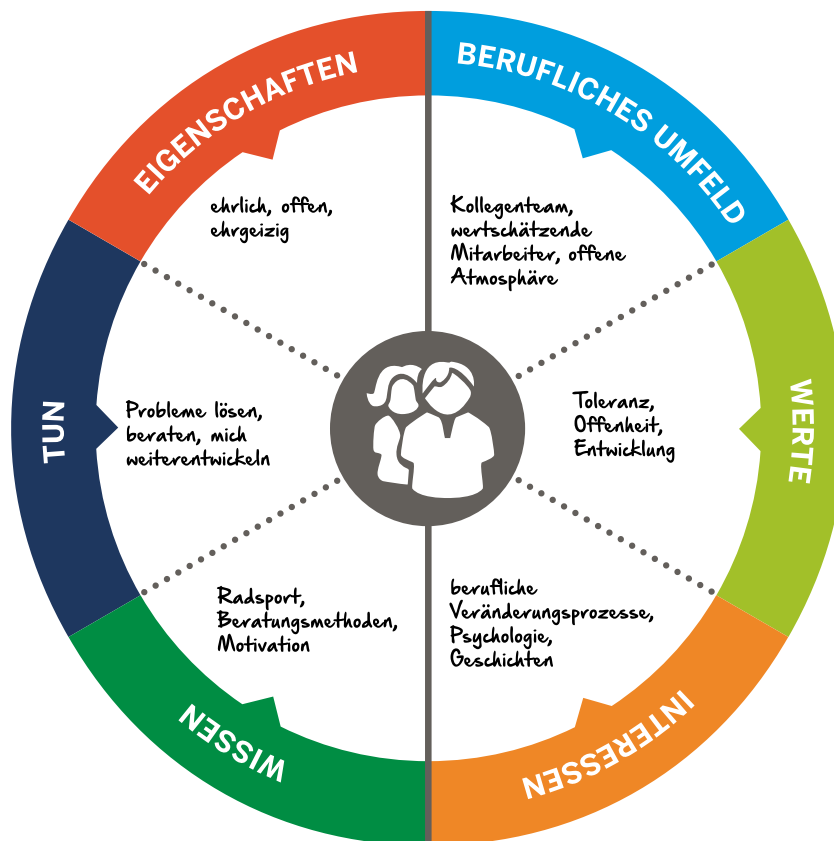 EIGENSCHAFTEN
ehrlich, offen,
ehrgeizig
BERUFLICHES UMFELD
Kollegenteam,
wertschätzende
Mitarbeiter, offene
Atmosphäre
TUN
Probleme lösen,
beraten, mich
weiterentwickeln
WERTE
Toleranz,
Offenheit,
Entwicklung
WISSEN
Radsport,
Beratungsmethoden,
Motivation
INTERESSEN
berufliche
Veränderungsprozesse,
Psychologie,
Geschichten